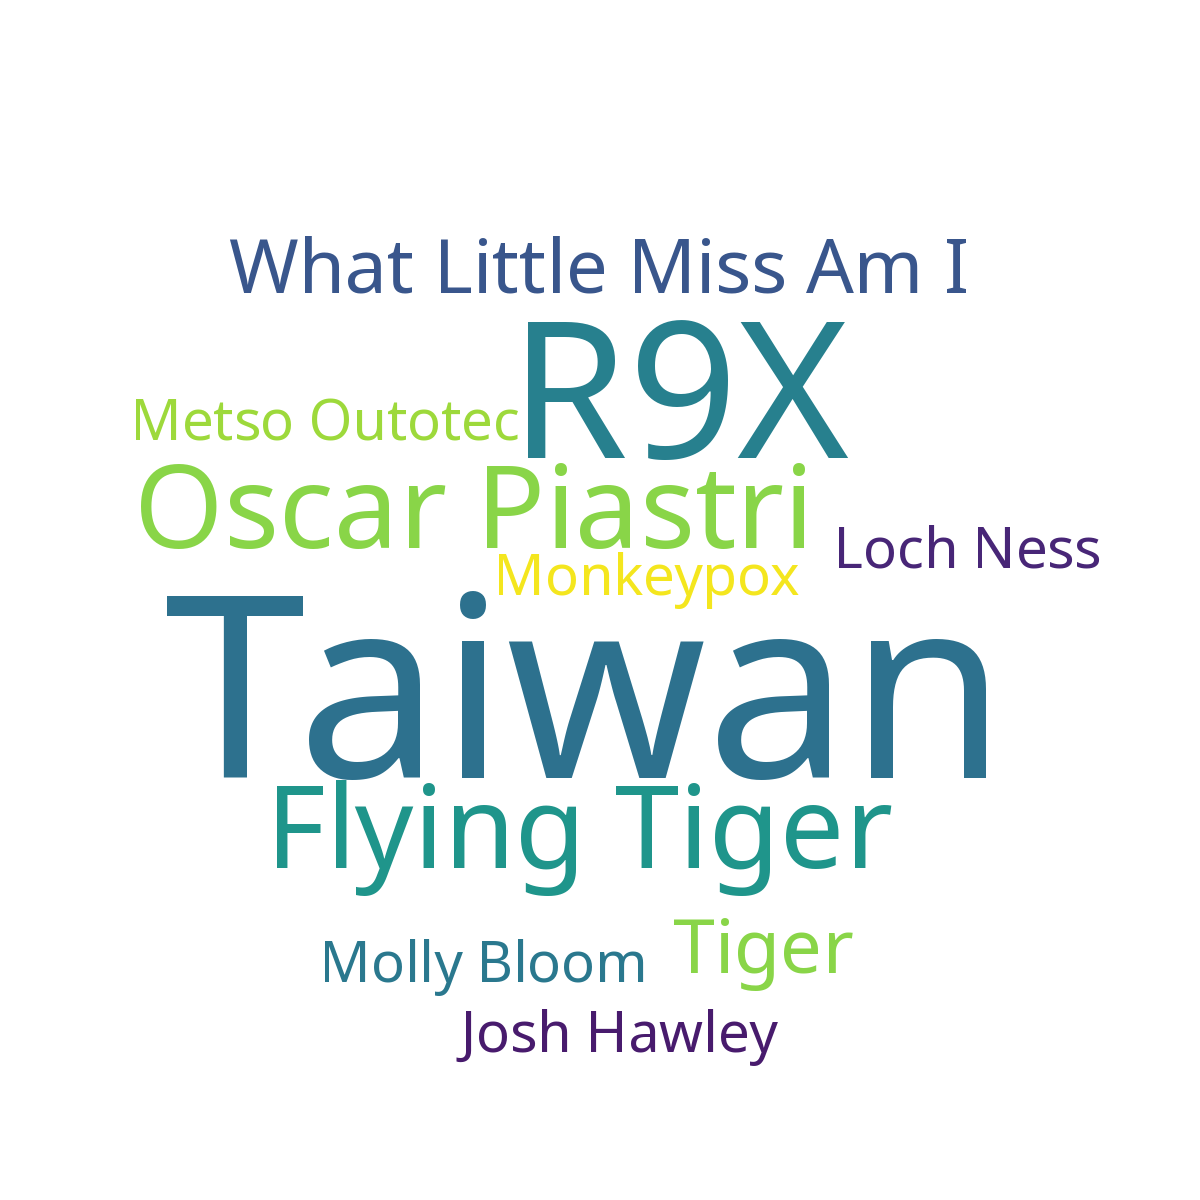 What Little Miss Am I
R9X
Metso Outotec
Oscar Piastri
Loch Ness
Monkeypox
Taiwan
Flying Tiger
Tiger
Molly Bloom
Josh Hawley